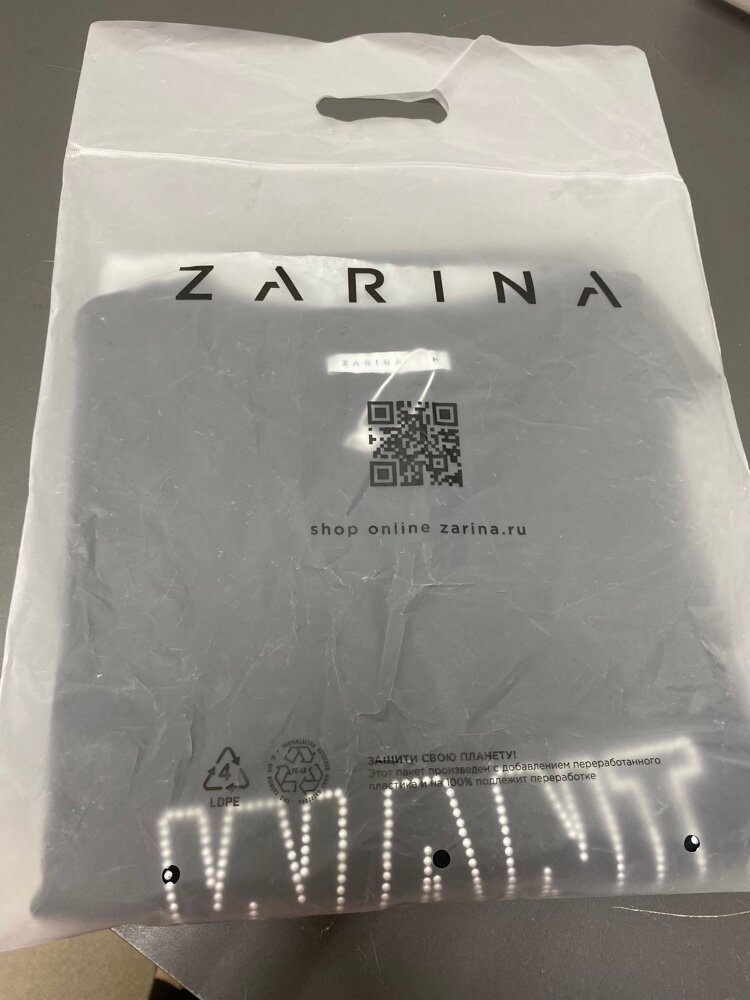 ZARINA
ZARINA
shop online zarina.ru
4
LDPE
ЗАЩИТИ СВОЮ ПЛАНЕТУ!
Этот пакет произведен с добавлением переработанного
пластика и на 100% подлежит переработке